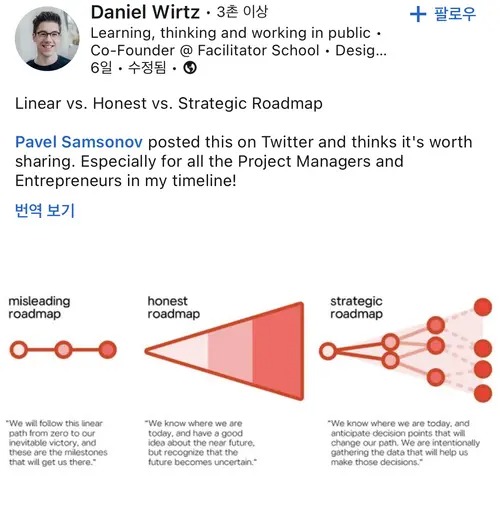 Daniel Wirtz • 3촌 이상
+ 팔로우
Learning, thinking and working in public •
Co-Founder @ Facilitator School • Desig...
6일 • 수정됨 •
Linear vs. Honest vs. Strategic Roadmap
Pavel Samsonov posted this on Twitter and thinks it's worth
sharing. Especially for all the Project Managers and
Entrepreneurs in my timeline!
번역 보기
misleading
roadmap
"We will follow this linear
path from zero to our
inevitable victory, and
these are the milestones
that will get us there."
honest
roadmap
"We know where we are
today, and have a good
idea about the near future,
but recognize that the
future becomes uncertain."
strategic
roadmap
"We know where we are today, and
anticipate decision points that will
change our path. We are intentionally
gathering the data that will help us
make those decisions."